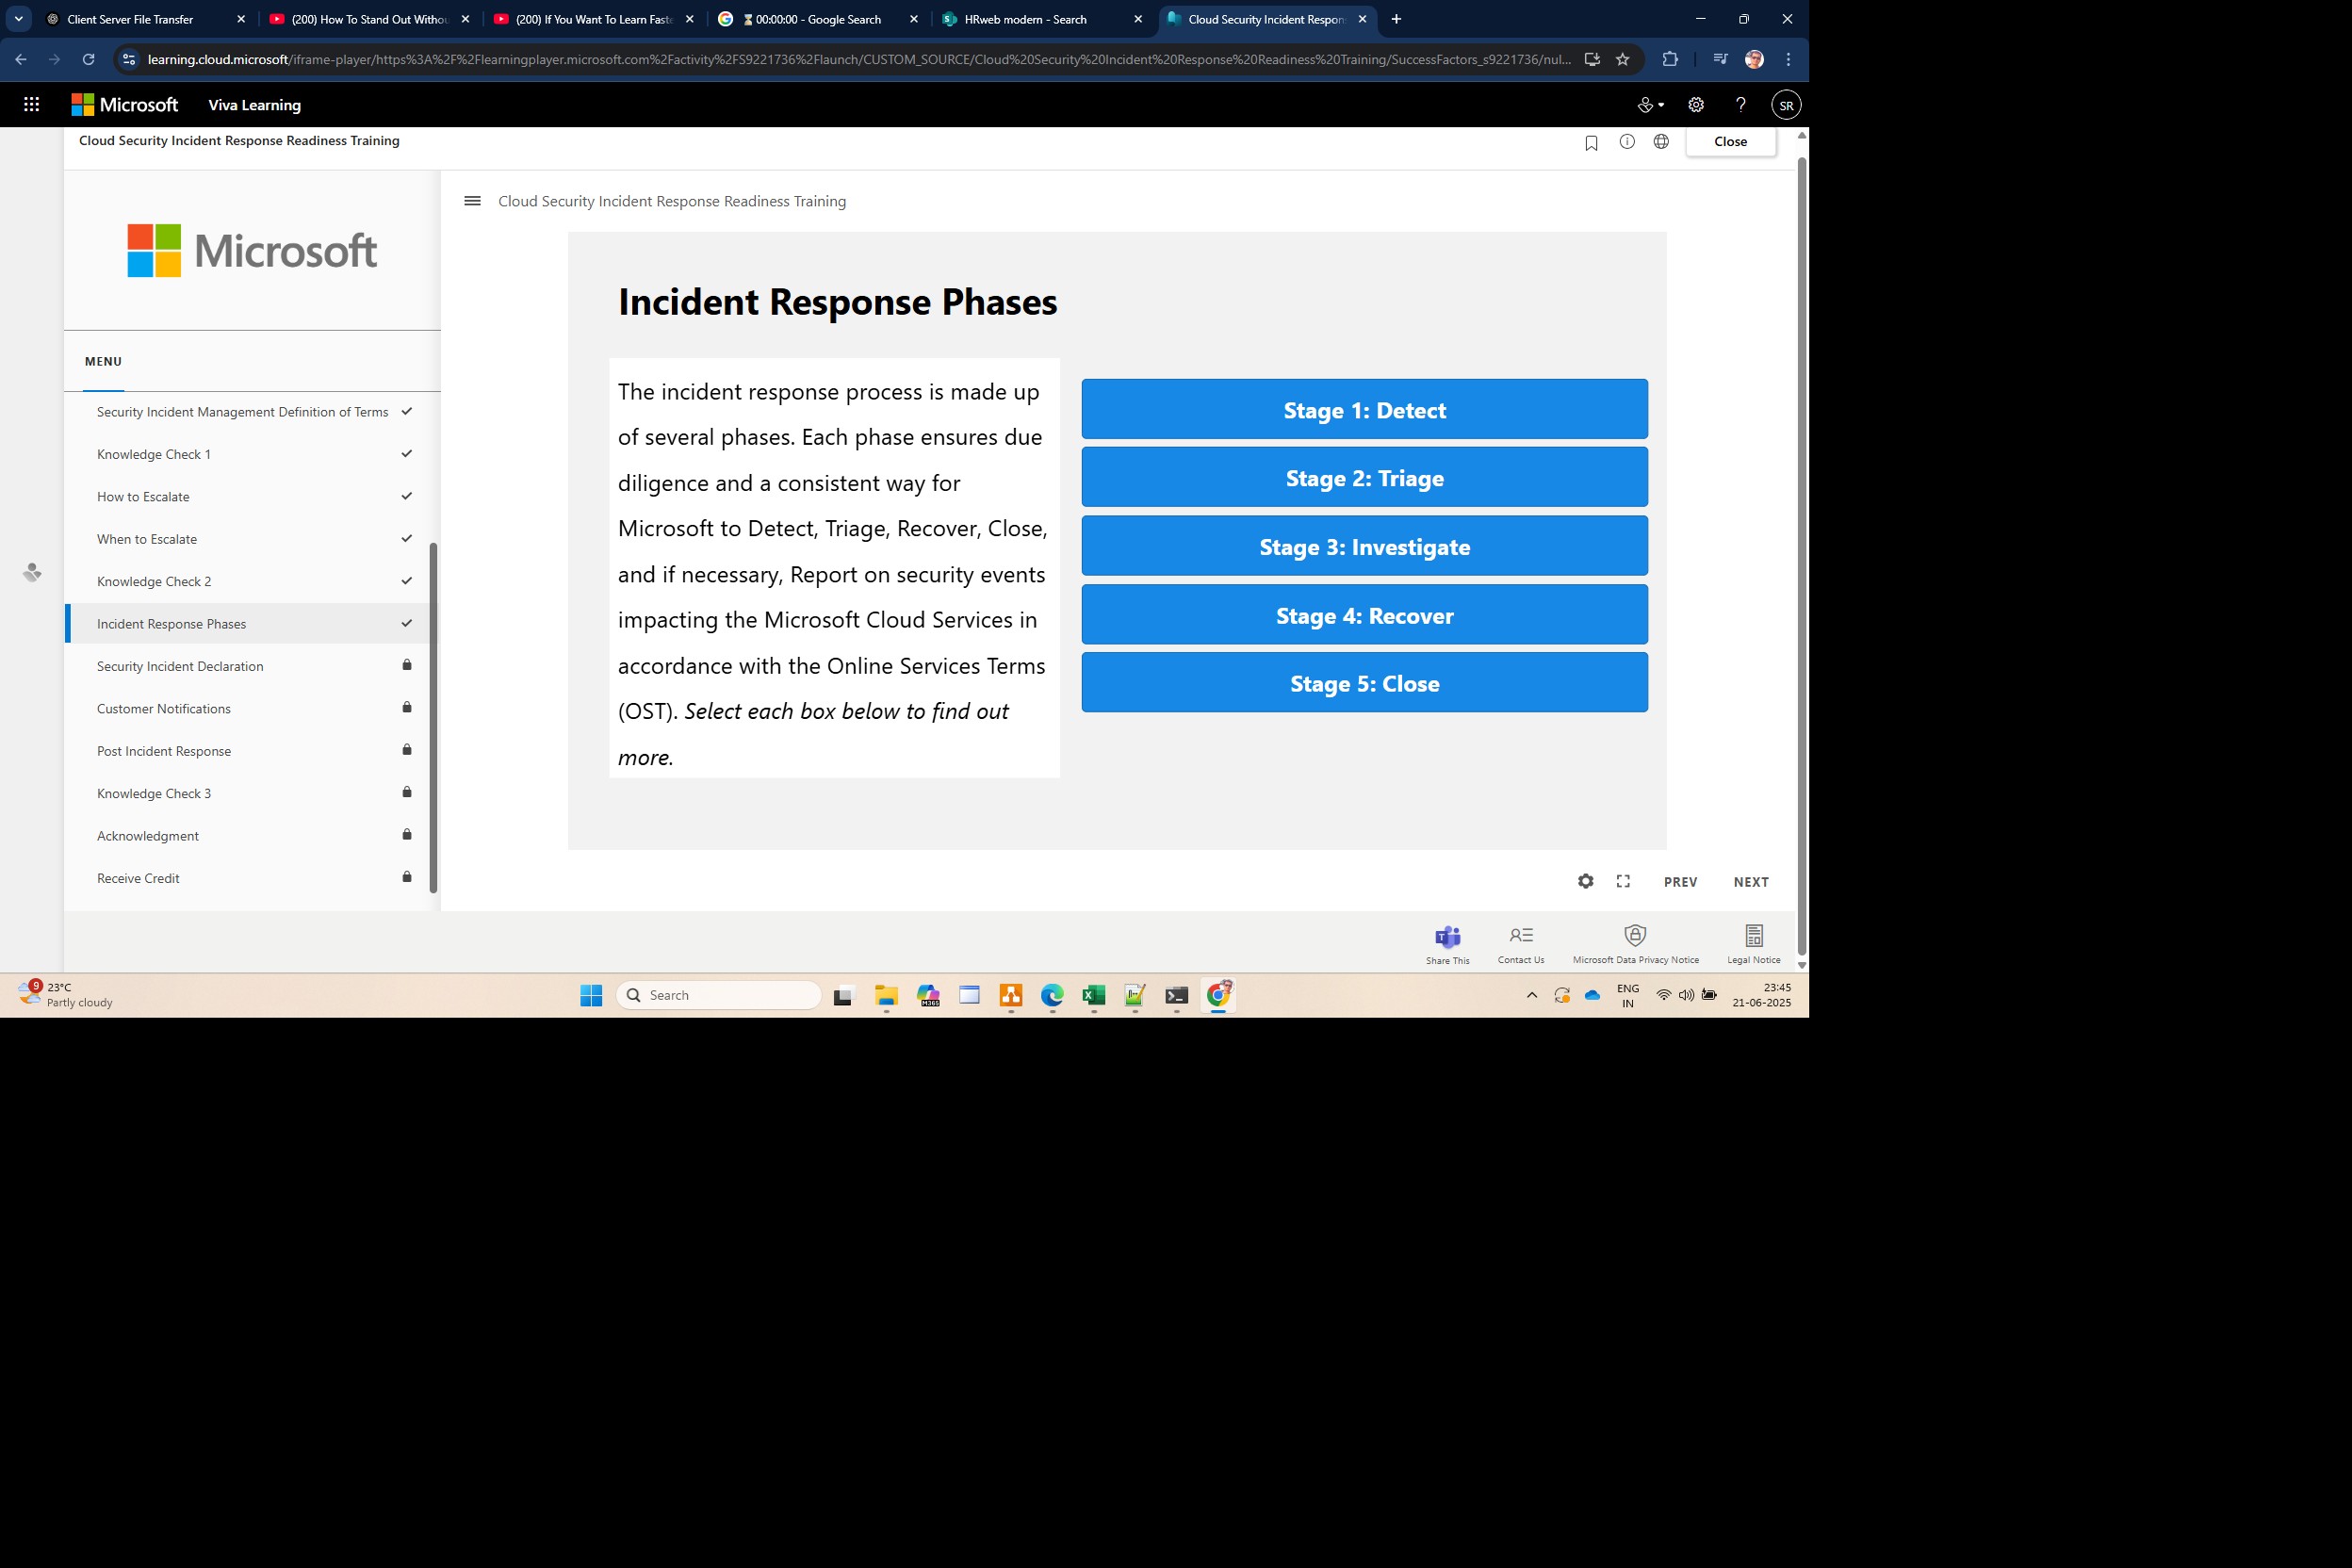 Client Server File Transfer
(200) How To Stand Out Withou
(200) If You Want To Learn Faste
00:00:00 - Google Search
HRweb modern - Search
Cloud Security Incident Respon
learning.cloud.microsoft/iframe-player/https%3A%2F%2Flearningplayer.microsoft.com%2Factivity%2FS9221736%2Flaunch/CUSTOM_SOURCE/Cloud%20Security%20Incident%20Response%20Readiness%20Training/SuccessFactors_s9221736/nul...
Microsoft
Viva Learning
SR
Cloud Security Incident Response Readiness Training
Close
Microsoft
MENU
Security Incident Management Definition of Terms
Knowledge Check 1
How to Escalate
When to Escalate
Knowledge Check 2
Incident Response Phases
Security Incident Declaration
Customer Notifications
Post Incident Response
Knowledge Check 3
Acknowledgment
Receive Credit
Cloud Security Incident Response Readiness Training
Incident Response Phases
The incident response process is made up
of several phases. Each phase ensures due
diligence and a consistent way for
Microsoft to Detect, Triage, Recover, Close,
and if necessary, Report on security events
impacting the Microsoft Cloud Services in
accordance with the Online Services Terms
(OST). Select each box below to find out
more.
Stage 1: Detect
Stage 2: Triage
Stage 3: Investigate
Stage 4: Recover
Stage 5: Close
PREV
NEXT
Share This
Contact Us
Microsoft Data Privacy Notice
Legal Notice
9
23°C
Partly cloudy
Search
M365
ENG
IN
23:45
21-06-2025